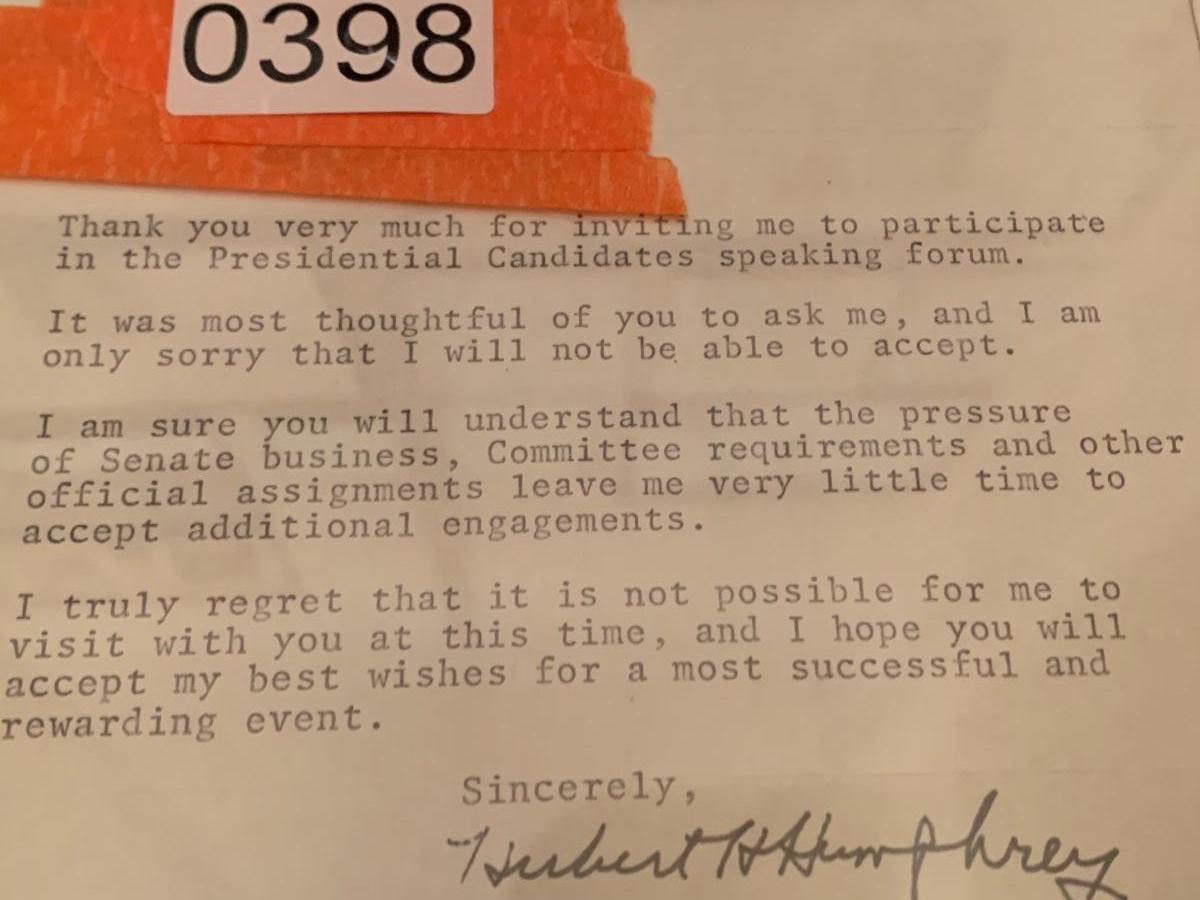 0398
Thank you very much for inviting me to participate
in the Presidential Candidates speaking forum.
It was most thoughtful of you to ask me, and I am
only sorry that I will not be able to accept.
I am sure you will understand that the pressure
of Senate business, Committee requirements and other
official assignments leave me very little time to
accept additional engagements.
I truly regret that it is not possible for me to
visit with you at this time, and I hope you will
accept my best wishes for a most successful and
rewarding event.
Sincerely,
Hubert H Humphrey